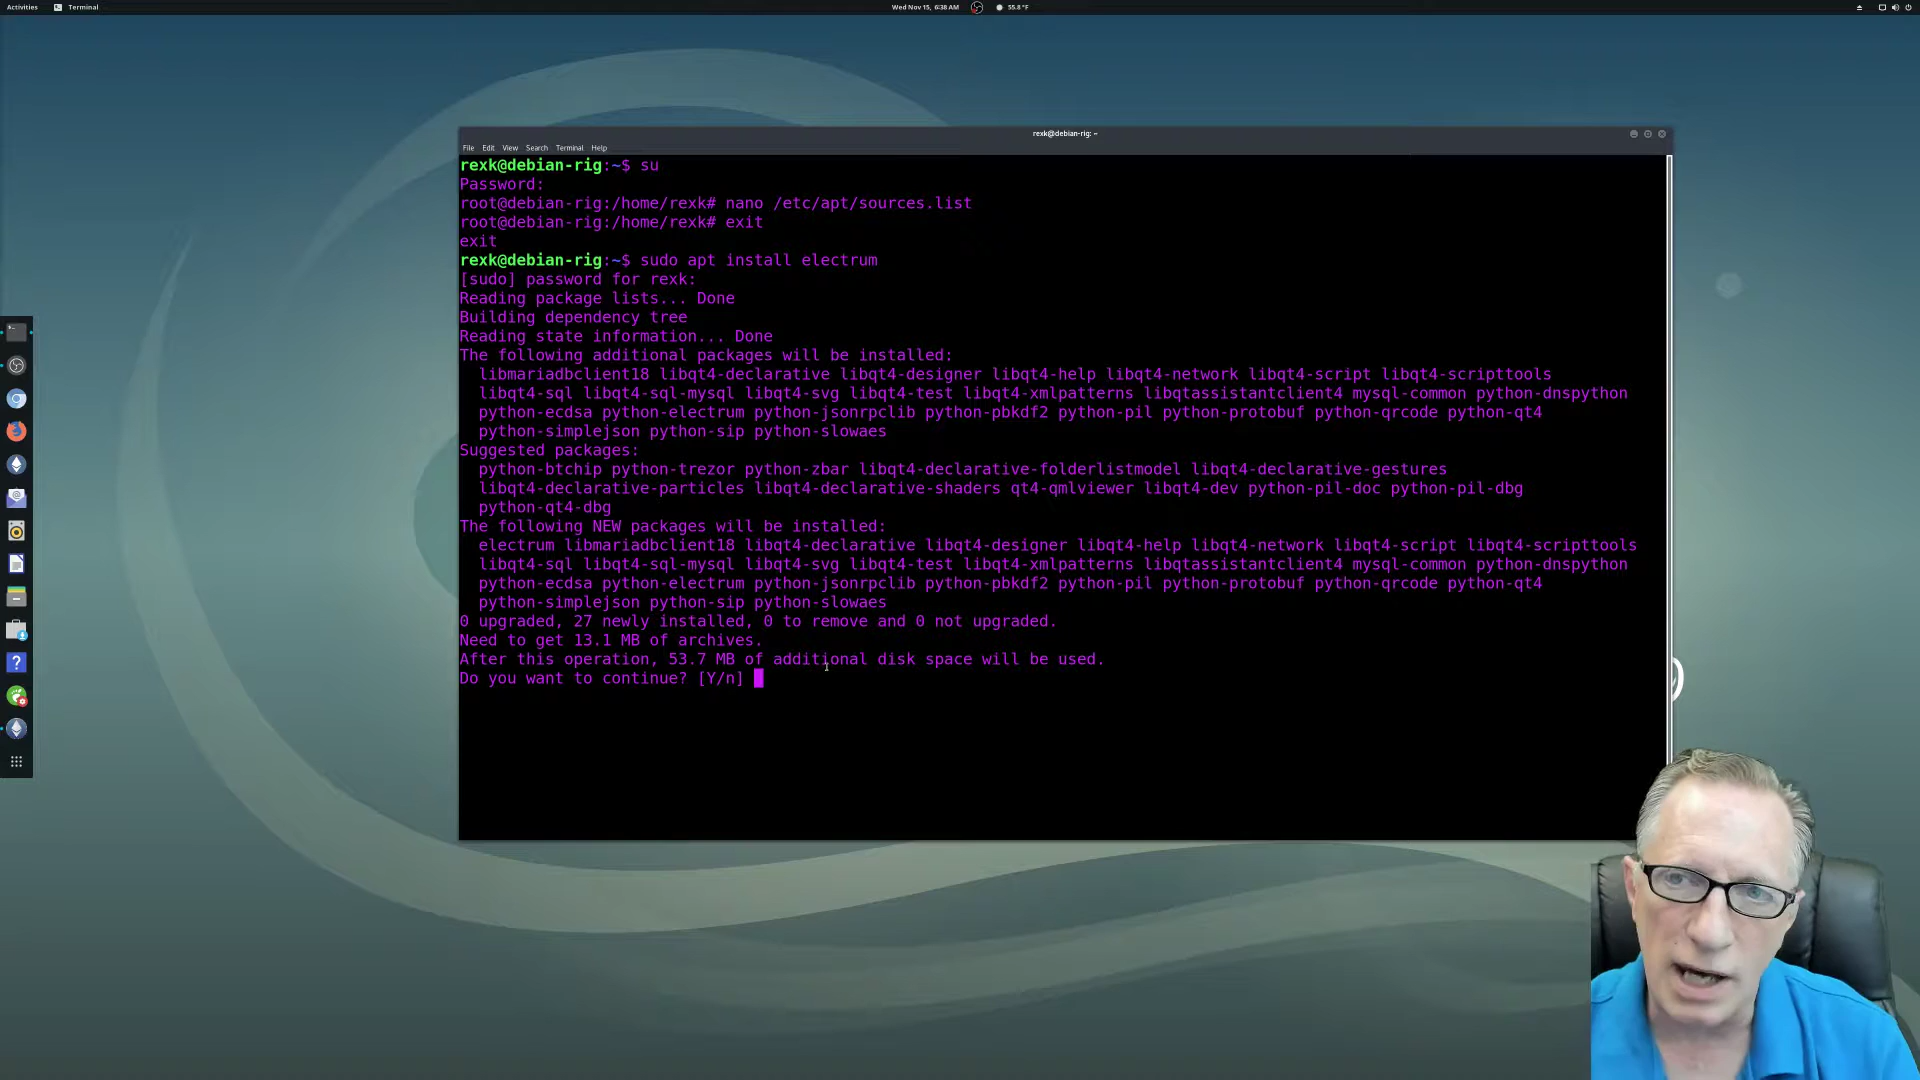 Activities
Terminal
Wed Nov 15, 6:38 AM
55.8 °F
rexk@debian-rig: ~
File Edit View Search Terminal Help
rexk@debian-rig:~$ su
Password:
root@debian-rig:/home/rexk# nano /etc/apt/sources.list
root@debian-rig:/home/rexk# exit
exit
rexk@debian-rig:~$ sudo apt install electrum
[sudo] password for rexk:
Reading package lists... Done
Building dependency tree
Reading state information... Done
The following additional packages will be installed:
libmariadbclient18 libqt4-declarative libqt4-designer libqt4-help libqt4-network libqt4-script libqt4-scripttools
libqt4-sql libqt4-sql-mysql libqt4-svg libqt4-test libqt4-xmlpatterns libqtassistantclient4 mysql-common python-dnspython
python-ecdsa python-electrum python-jsonrpclib python-pbkdf2 python-pil python-protobuf python-qrcode python-qt4
python-simplejson python-sip python-slowaes
Suggested packages:
python-btchip python-trezor python-zbar libqt4-declarative-folderlistmodel libqt4-declarative-gestures
libqt4-declarative-particles libqt4-declarative-shaders qt4-qmlviewer libqt4-dev python-pil-doc python-pil-dbg
python-qt4-dbg
The following NEW packages will be installed:
electrum libmariadbclient18 libqt4-declarative libqt4-designer libqt4-help libqt4-network libqt4-script libqt4-scripttools
libqt4-sql libqt4-sql-mysql libqt4-svg libqt4-test libqt4-xmlpatterns libqtassistantclient4 mysql-common python-dnspython
python-ecdsa python-electrum python-jsonrpclib python-pbkdf2 python-pil python-protobuf python-qrcode python-qt4
python-simplejson python-sip python-slowaes
0 upgraded, 27 newly installed, 0 to remove and 0 not upgraded.
Need to get 13.1 MB of archives.
After this operation, 53.7 MB of additional disk space will be used.
Do you want to continue? [Y/n]